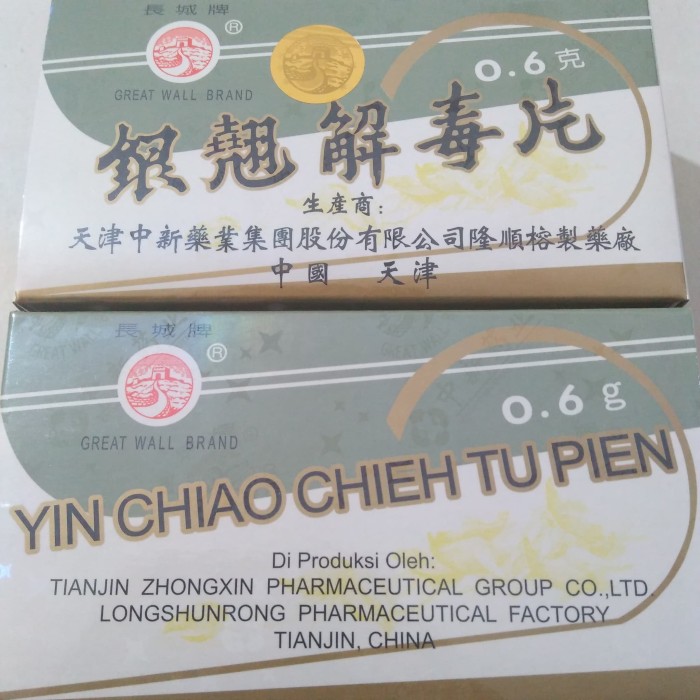 長城牌
®
GREAT WALL BRAND
0.6克
銀翹解毒片
生産商:
天津中新藥業集團股份有限公司隆順榕製藥廠
中國 天津
長城牌
®
GREAT WALL BRAND
0.6 g
YIN CHIAO CHIEH TU PIEN
Di Produksi Oleh:
TIANJIN ZHONGXIN PHARMACEUTICAL GROUP CO.,LTD.
LONGSHUNRONG PHARMACEUTICAL FACTORY
TIANJIN, CHINA